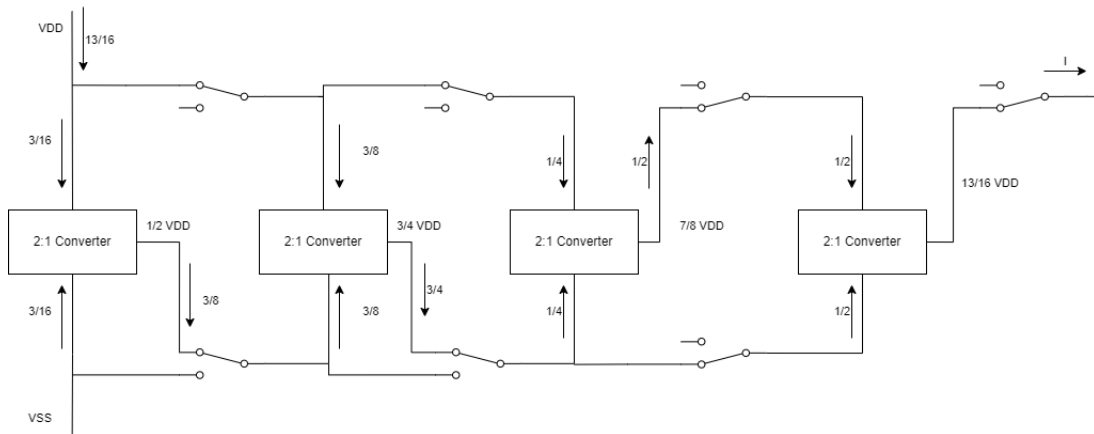 VDD
13/16
I
3/16
3/8
1/4
1/2
1/2
13/16 VDD
2:1 Converter
1/2 VDD
2:1 Converter
3/4 VDD
2:1 Converter
7/8 VDD
2:1 Converter
3/16
3/8
3/8
3/4
1/4
1/2
VSS